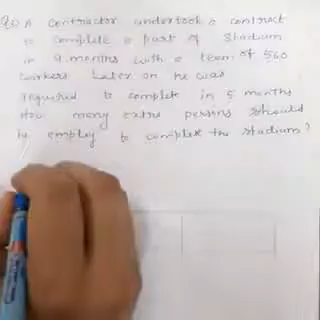 Q) A contractor undertook a contract
to complete a part of stadium
in 9 months with a team of 560
workers Later on he was
required to complete in 5 months
How many extra persons should
he employ to complete the stadium?